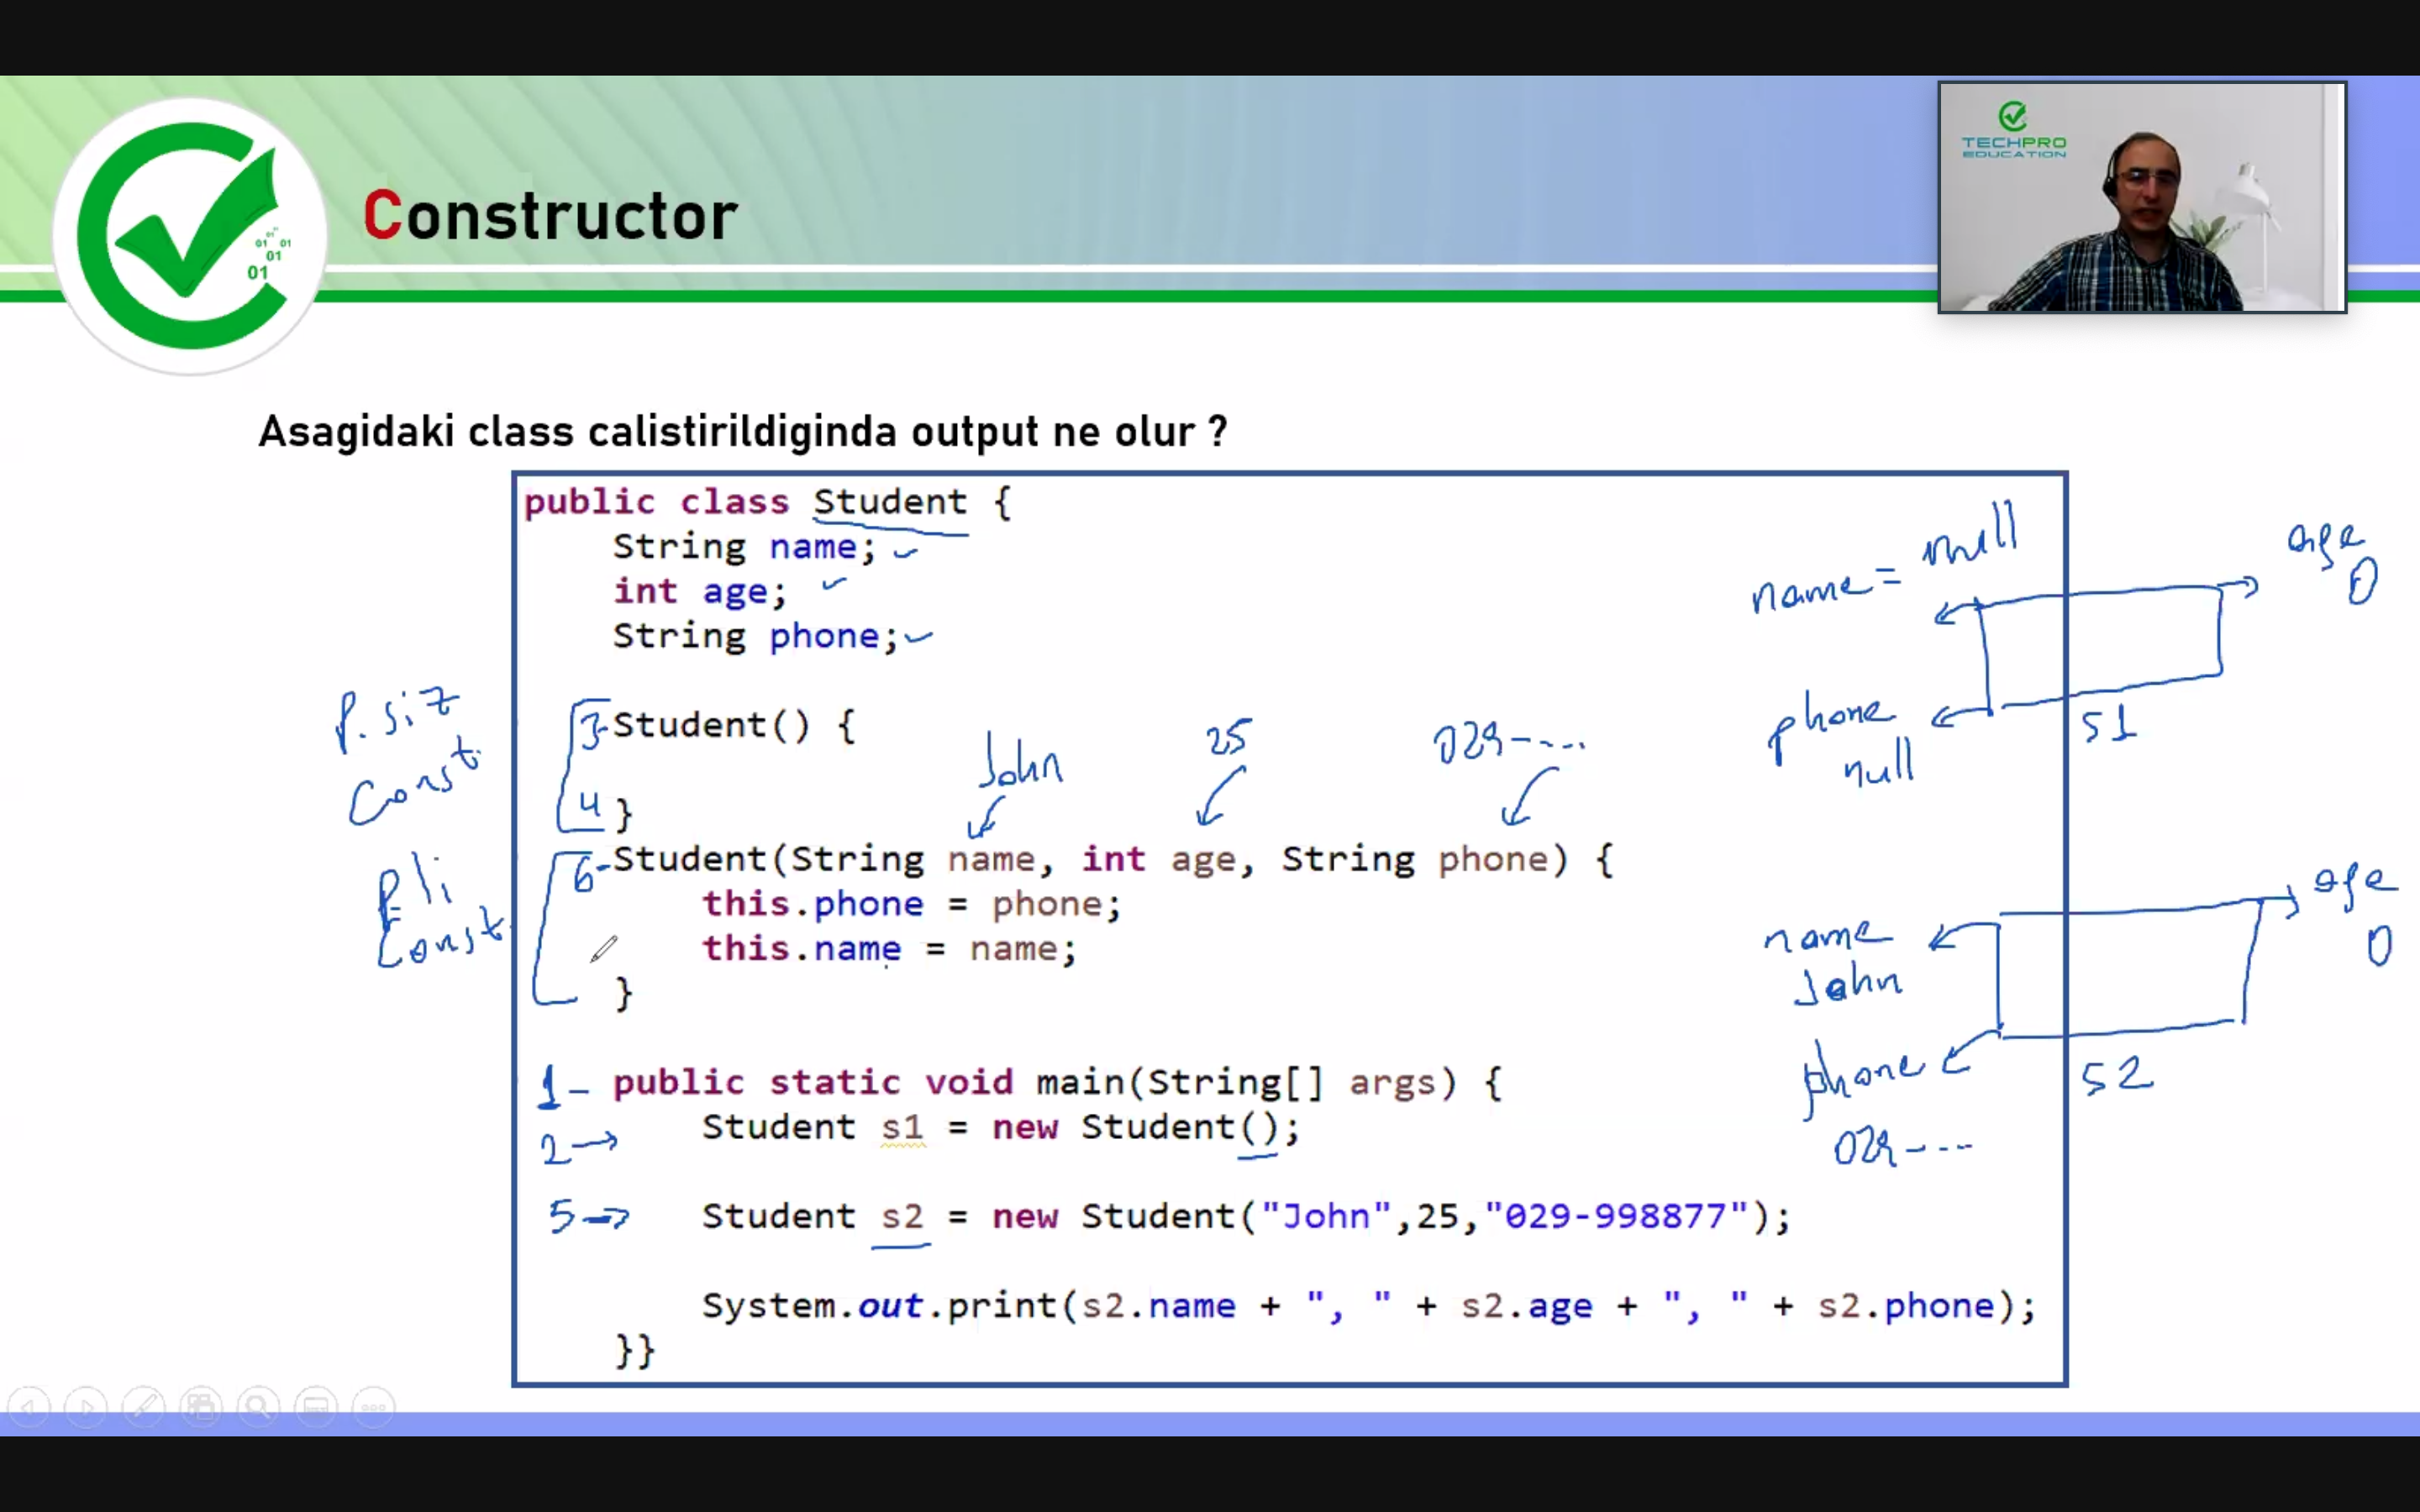 TECHPRO
EDUCATION
01 01
01
01
Constructor
Asagidaki class calistirildiginda output ne olur ?
public class Student {
String name;
int age;
String phone;
3- Student() {
4 }
6- Student(String name, int age, String phone) {
this.phone = phone;
this.name = name;
}
1- public static void main(String[] args) {
2→ Student s1 = new Student();
5→ Student s2 = new Student("John",25,"029-998877");
System.out.print(s2.name + ", " + s2.age + ", " + s2.phone);
}}
P.siz
Const.
P li
Const.
John
25
029-....
name = null
age
0
phone
null
S1
name
John
age
0
phone
029----
S2